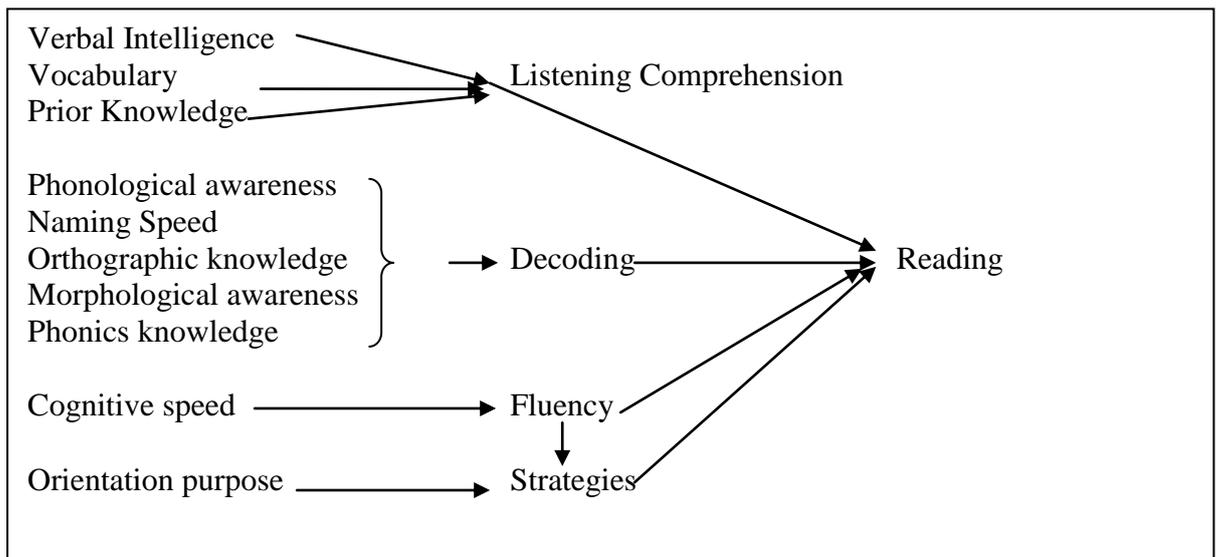 Verbal Intelligence
Vocabulary
Listening Comprehension
Prior Knowledge
Phonological awareness
Naming Speed
Orthographic knowledge
Decoding
Reading
Morphological awareness
Phonics knowledge
Cognitive speed
Fluency
Orientation purpose
Strategies